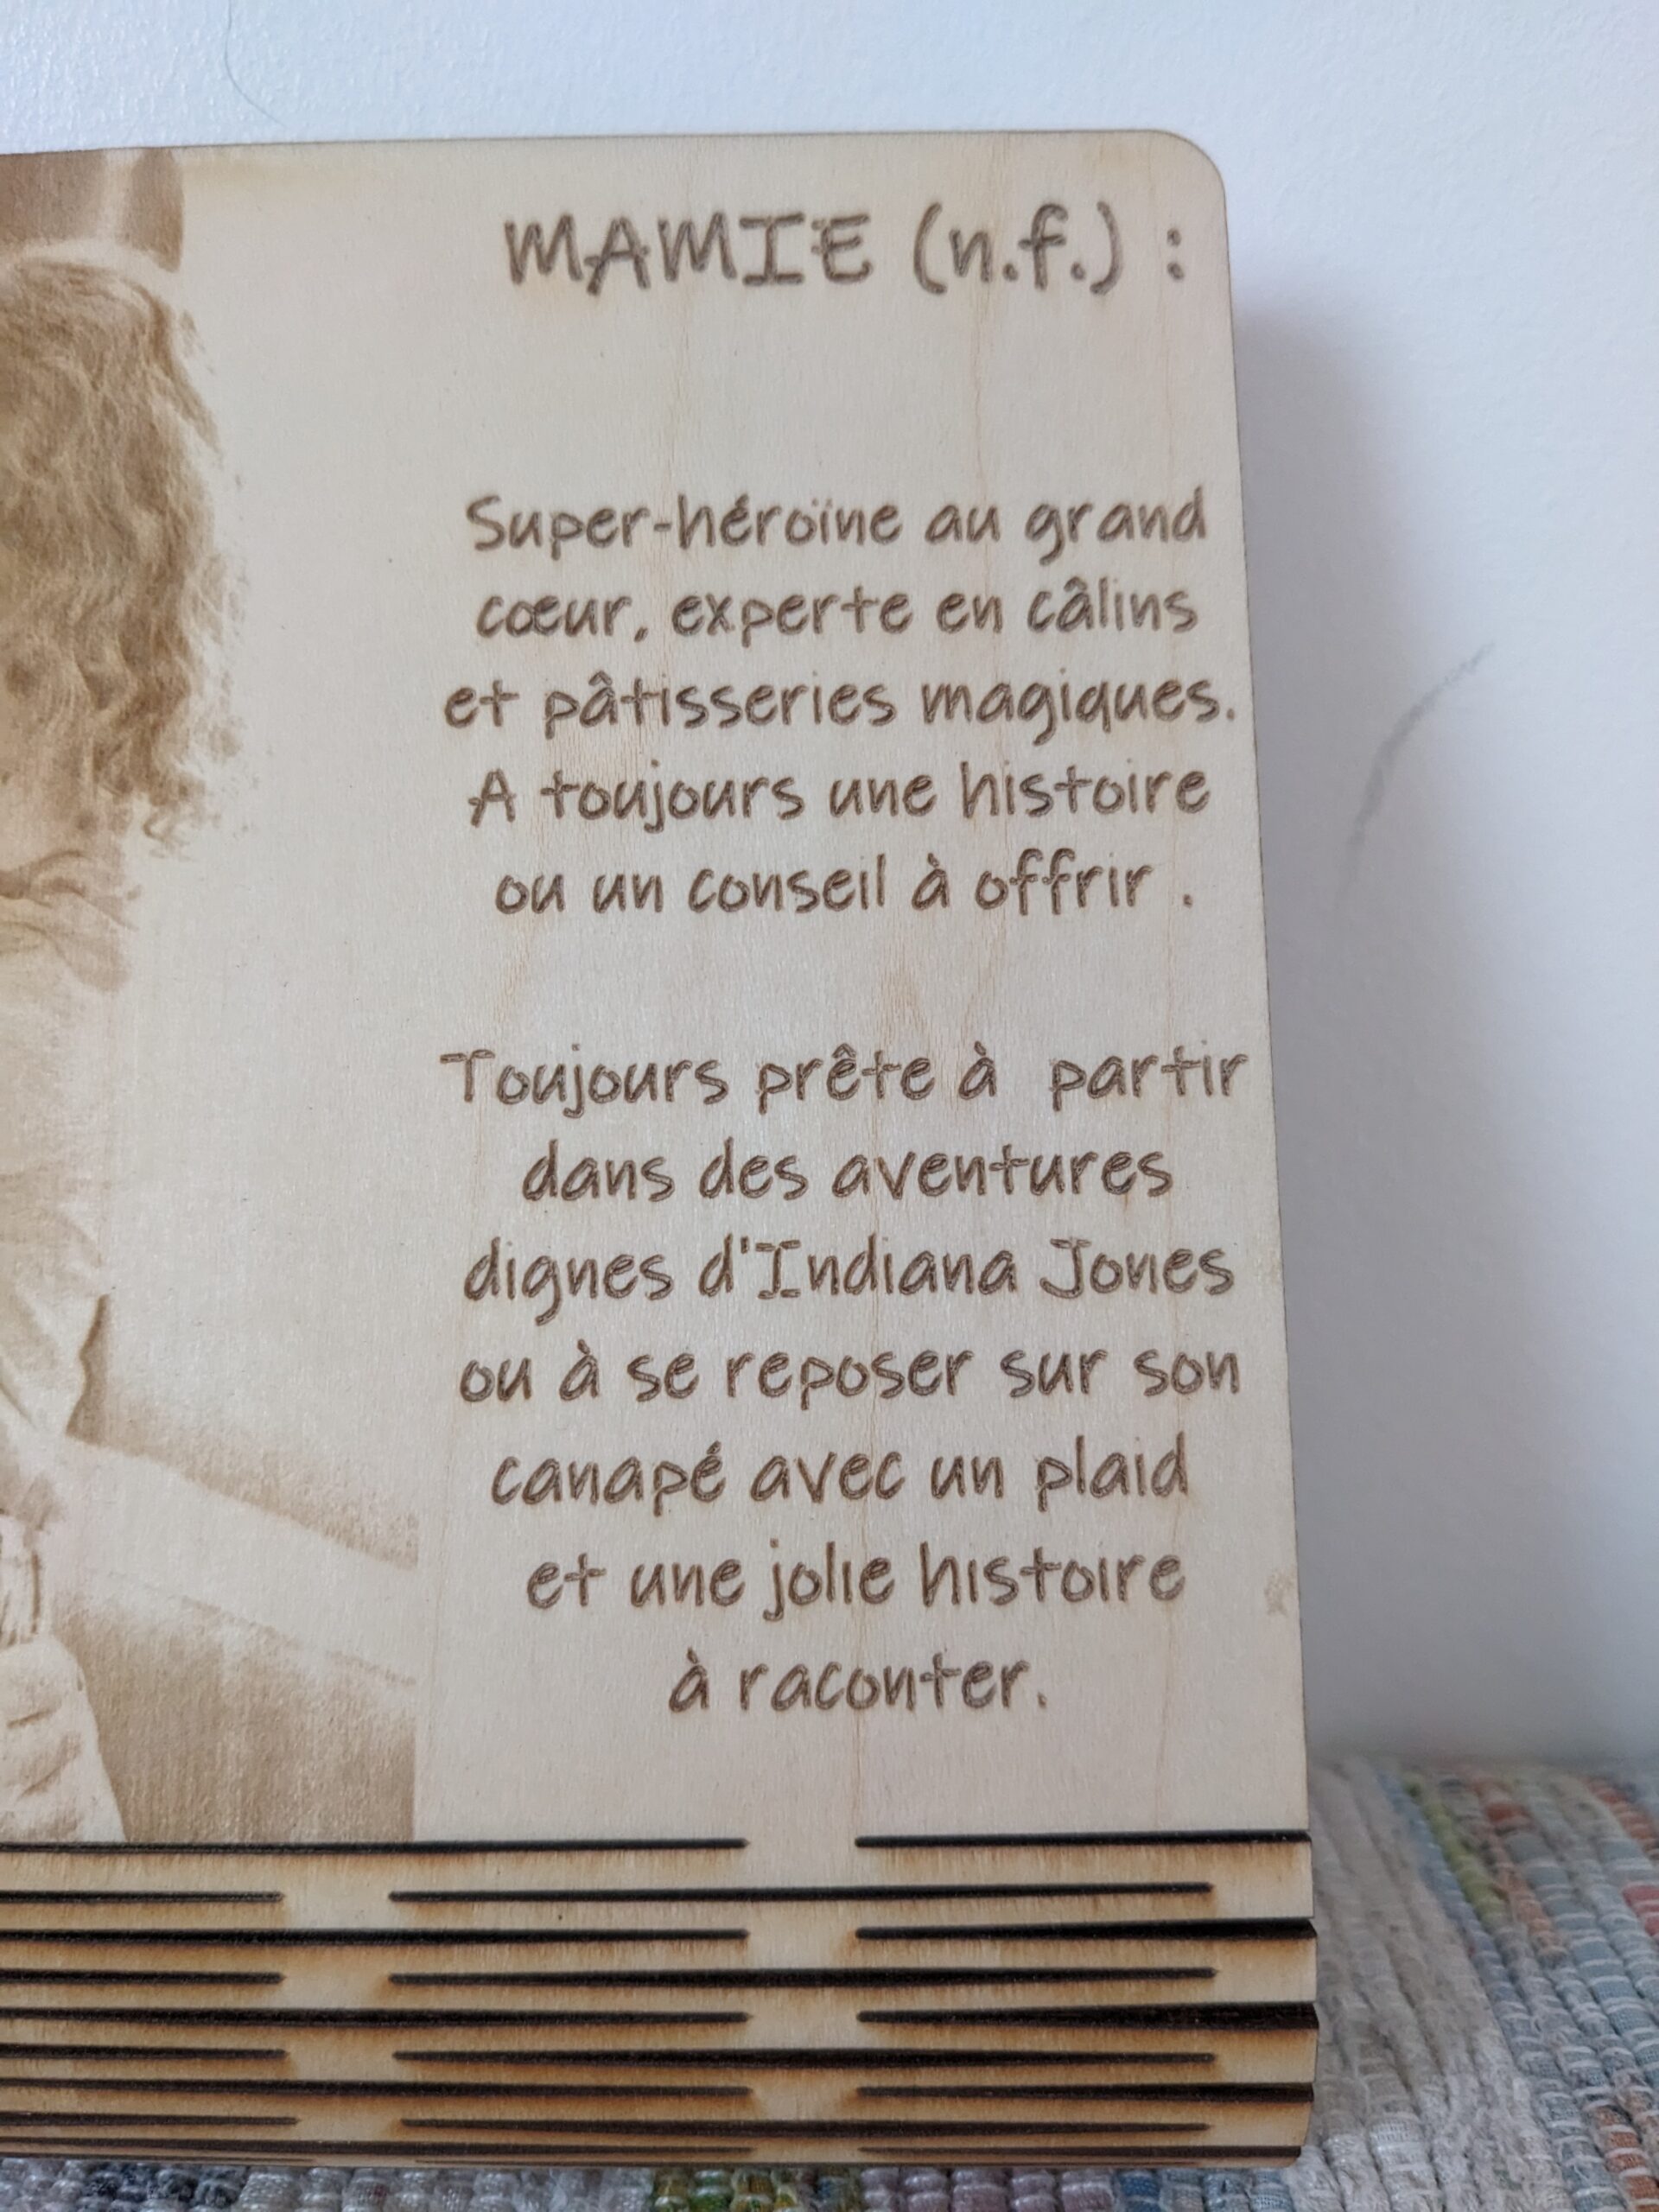 MAMIE (n.f.) :
Super-héroïne au grand
cœur, experte en câlins
et pâtisseries magiques.
A toujours une histoire
ou un conseil à offrir .
Toujours prête à  partir
dans des aventures
dignes d'Indiana Jones
ou à se reposer sur son
canapé avec un plaid
et une jolie histoire
à raconter.